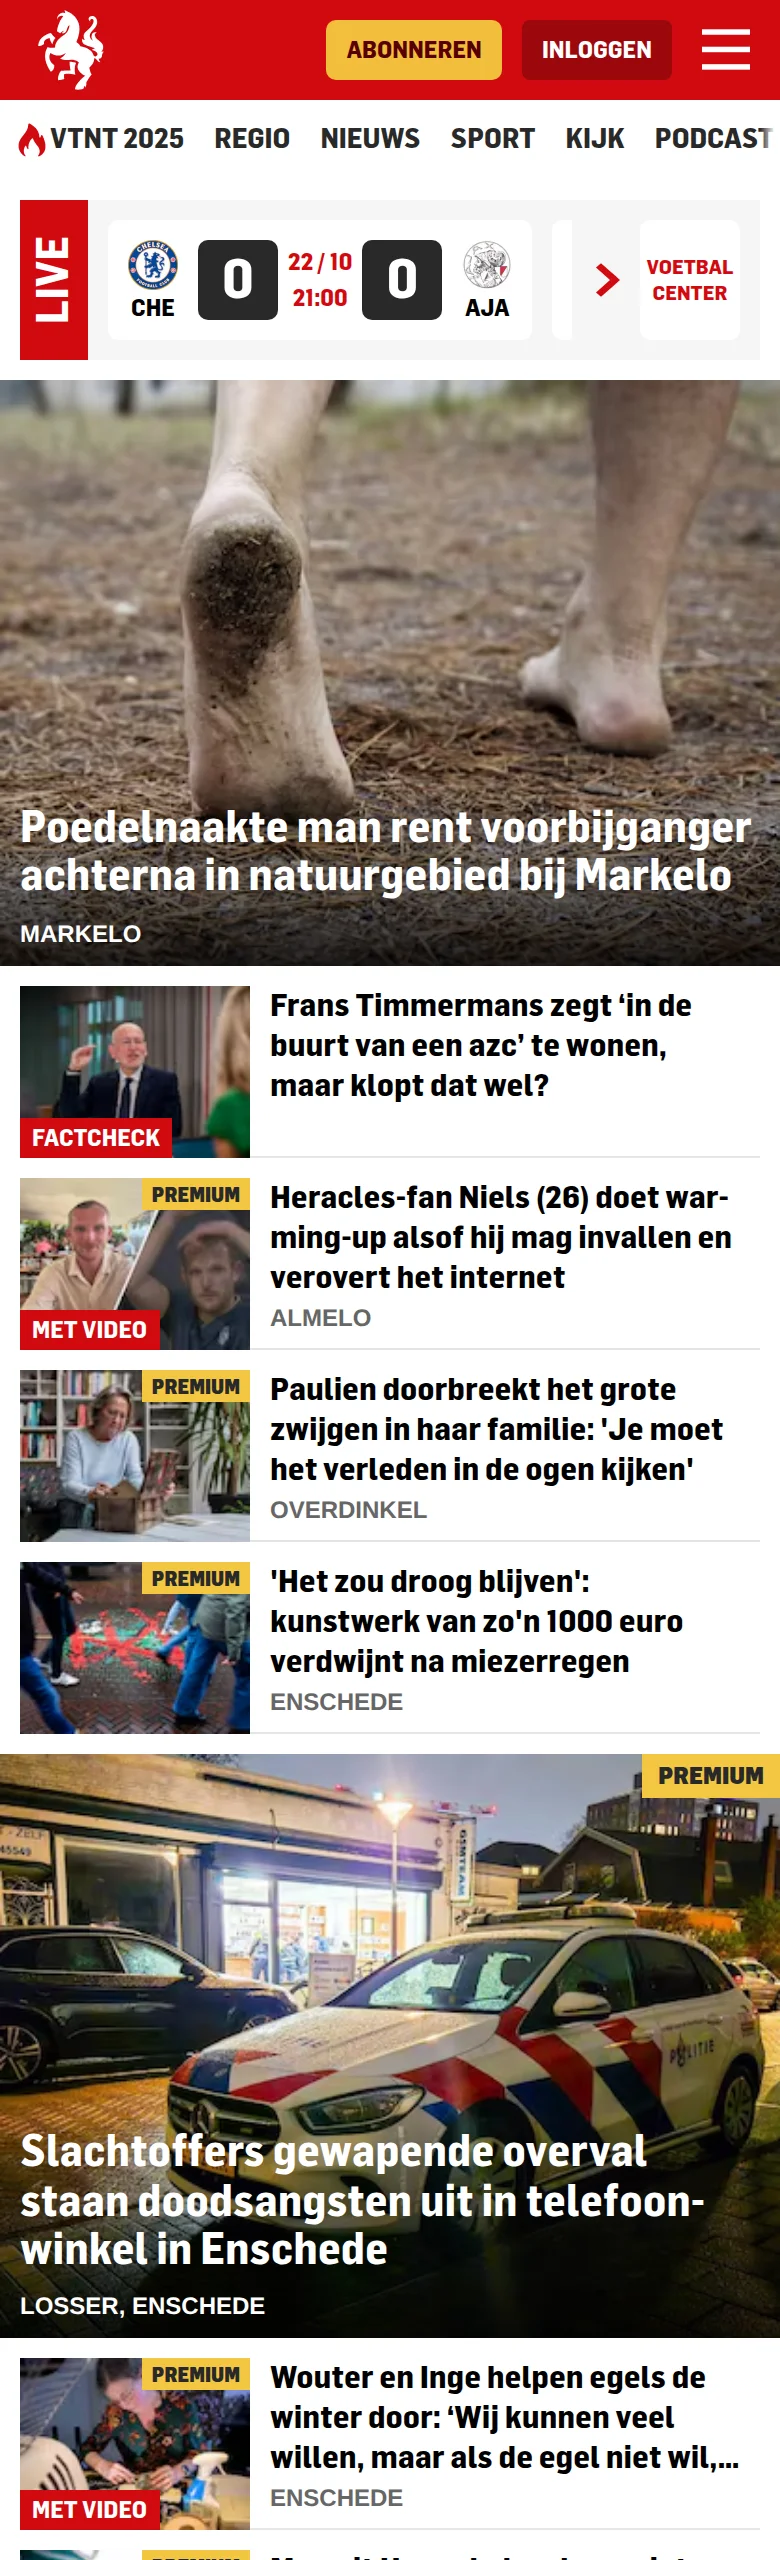 ABONNEREN
INLOGGEN
VTNT 2025
REGIO
NIEUWS
SPORT
KIJK
PODCAST
LIVE
CHE
0
22 / 10
21:00
0
AJA
VOETBAL
CENTER
Poedelnaakte man rent voorbijganger
achterna in natuurgebied bij Markelo
MARKELO
FACTCHECK
Frans Timmermans zegt ‘in de
buurt van een azc’ te wonen,
maar klopt dat wel?
PREMIUM
MET VIDEO
Heracles-fan Niels (26) doet war-
ming-up alsof hij mag invallen en
verovert het internet
ALMELO
PREMIUM
Paulien doorbreekt het grote
zwijgen in haar familie: 'Je moet
het verleden in de ogen kijken'
OVERDINKEL
PREMIUM
'Het zou droog blijven':
kunstwerk van zo'n 1000 euro
verdwijnt na miezerregen
ENSCHEDE
PREMIUM
POLITIE
Slachtoffers gewapende overval
staan doodsangsten uit in telefoon-
winkel in Enschede
LOSSER, ENSCHEDE
PREMIUM
MET VIDEO
Wouter en Inge helpen egels de
winter door: ‘Wij kunnen veel
willen, maar als de egel niet wil,...
ENSCHEDE